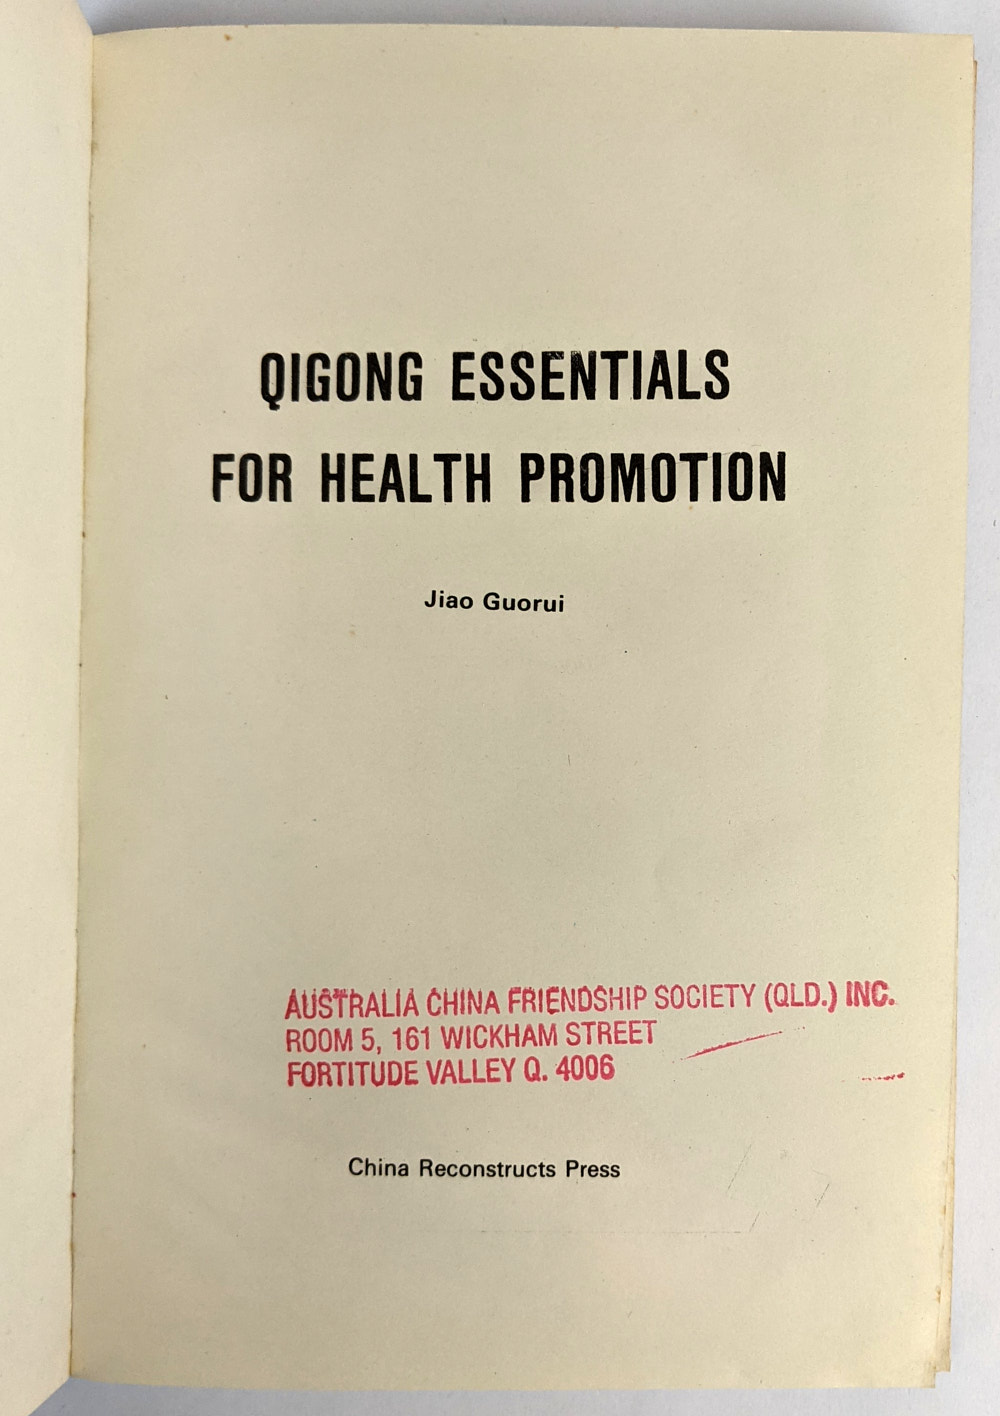 QIGONG ESSENTIALS
FOR HEALTH PROMOTION
Jiao Guorui
AUSTRALIA CHINA FRIENDSHIP SOCIETY (QLD.) INC.
ROOM 5, 161 WICKHAM STREET
FORTITUDE VALLEY Q. 4006
China Reconstructs Press